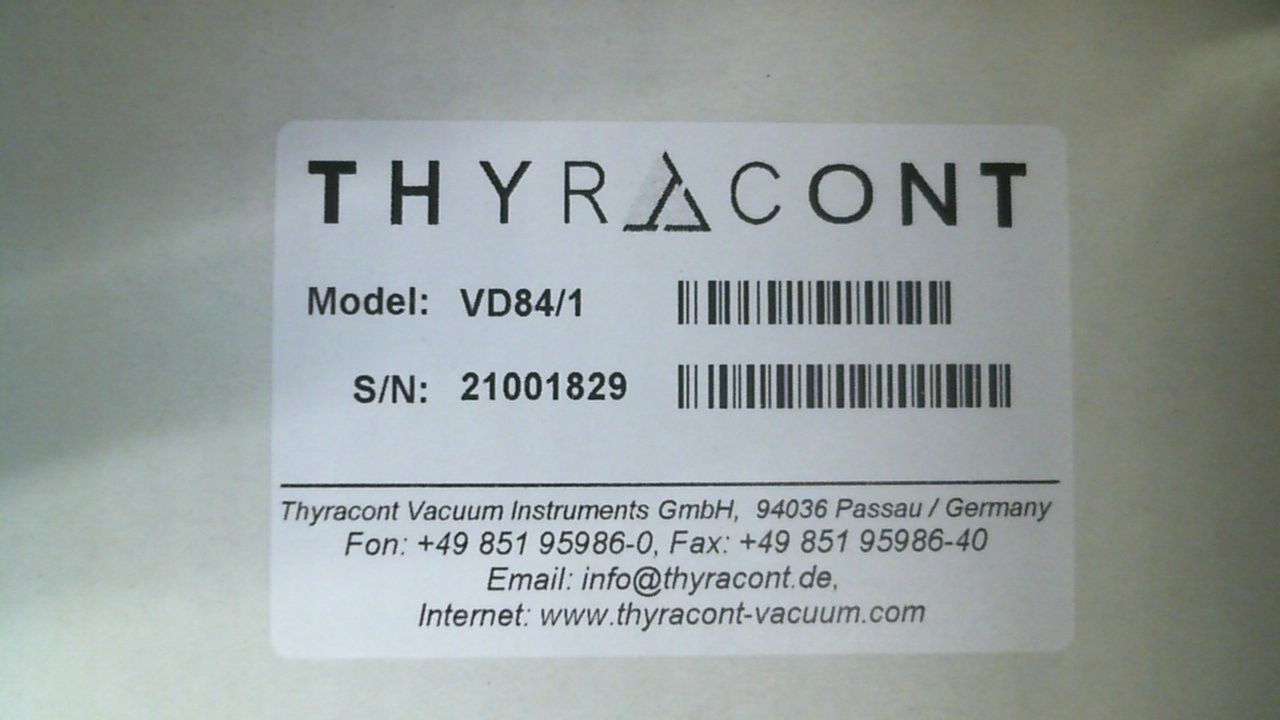 THYRACONT
Model: VD84/1
S/N: 21001829
Thyracont Vacuum Instruments GmbH, 94036 Passau / Germany
Fon: +49 851 95986-0, Fax: +49 851 95986-40
Email: info@thyracont.de,
Internet: www.thyracont-vacuum.com